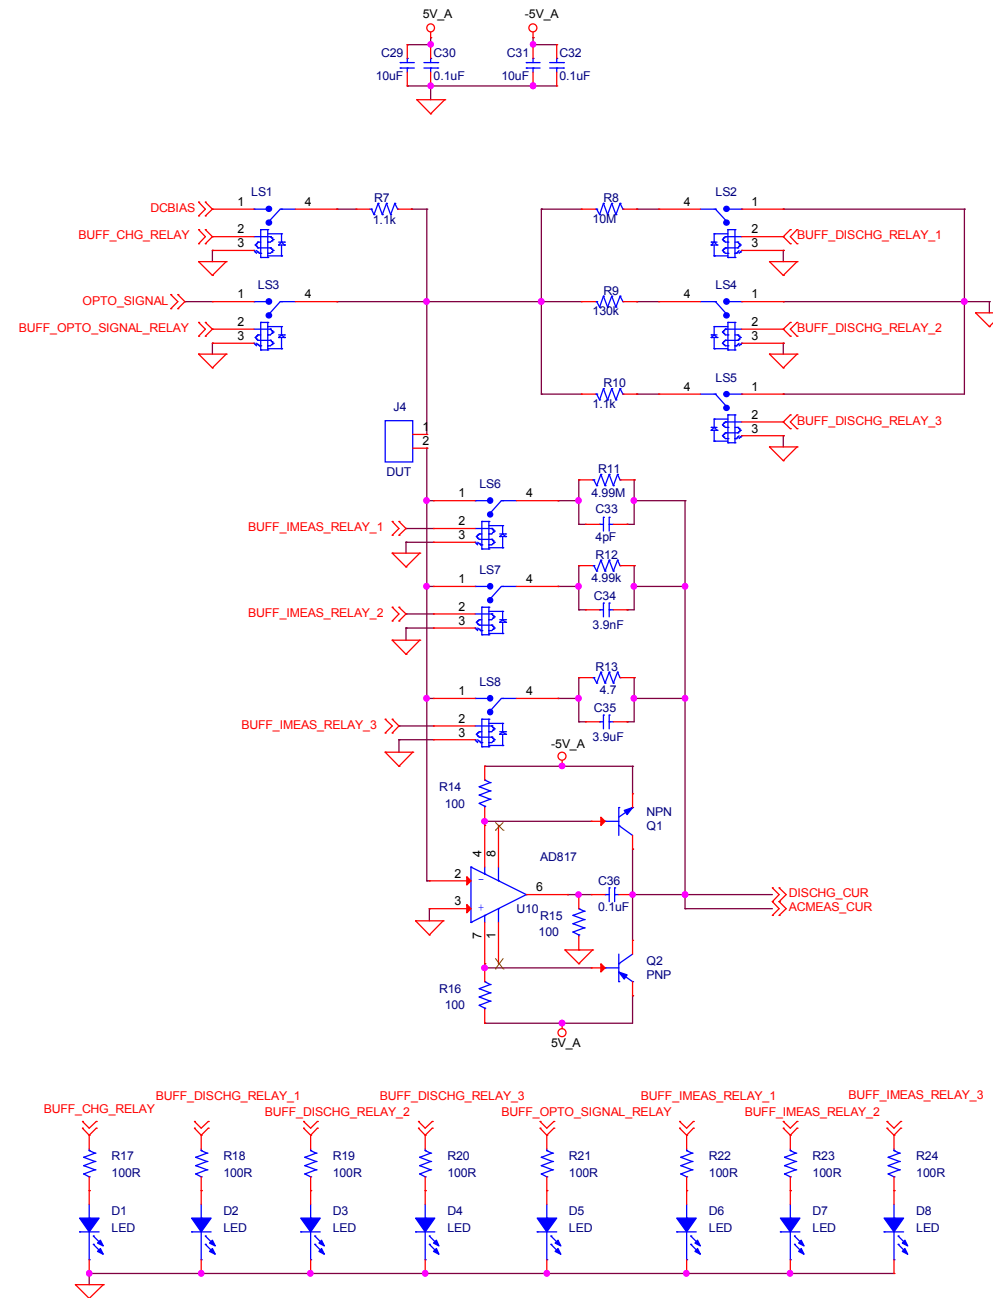 5V_A -5V_A
C29 C30 C31 C32
10uF 0.1uF 10uF 0.1uF
LS1 R7 R8 LS2
DCBIAS 1 4 1.1k 10M 4 1
BUFF_CHG_RELAY 2 2 BUFF_DISCHG_RELAY_1
3 3
LS3 R9 LS4
OPTO_SIGNAL 1 4 130k 4 1
BUFF_OPTO_SIGNAL_RELAY 2 2 BUFF_DISCHG_RELAY_2
3 3
R10 LS5
1.1k 4 1
J4 2 BUFF_DISCHG_RELAY_3
1 3
2
DUT
R11
LS6 4.99M
1 4 C33
BUFF_IMEAS_RELAY_1 2 4pF
3
R12
LS7 4.99k
1 4 C34
BUFF_IMEAS_RELAY_2 2 3.9nF
3
R13
LS8 4.7
1 4 C35
BUFF_IMEAS_RELAY_3 2 3.9uF
3
-5V_A
R14 NPN
100 Q1
4 8 AD817
2 − 6 C36 DISCHG_CUR
3 + U10 0.1uF ACMEAS_CUR
R15
100
7 1
Q2
PNP
R16
100
5V_A
BUFF_CHG_RELAY
BUFF_DISCHG_RELAY_1
BUFF_DISCHG_RELAY_2
BUFF_DISCHG_RELAY_3
BUFF_OPTO_SIGNAL_RELAY
BUFF_IMEAS_RELAY_1
BUFF_IMEAS_RELAY_2
BUFF_IMEAS_RELAY_3
R17 R18 R19 R20 R21 R22 R23 R24
100R 100R 100R 100R 100R 100R 100R 100R
D1 D2 D3 D4 D5 D6 D7 D8
LED LED LED LED LED LED LED LED